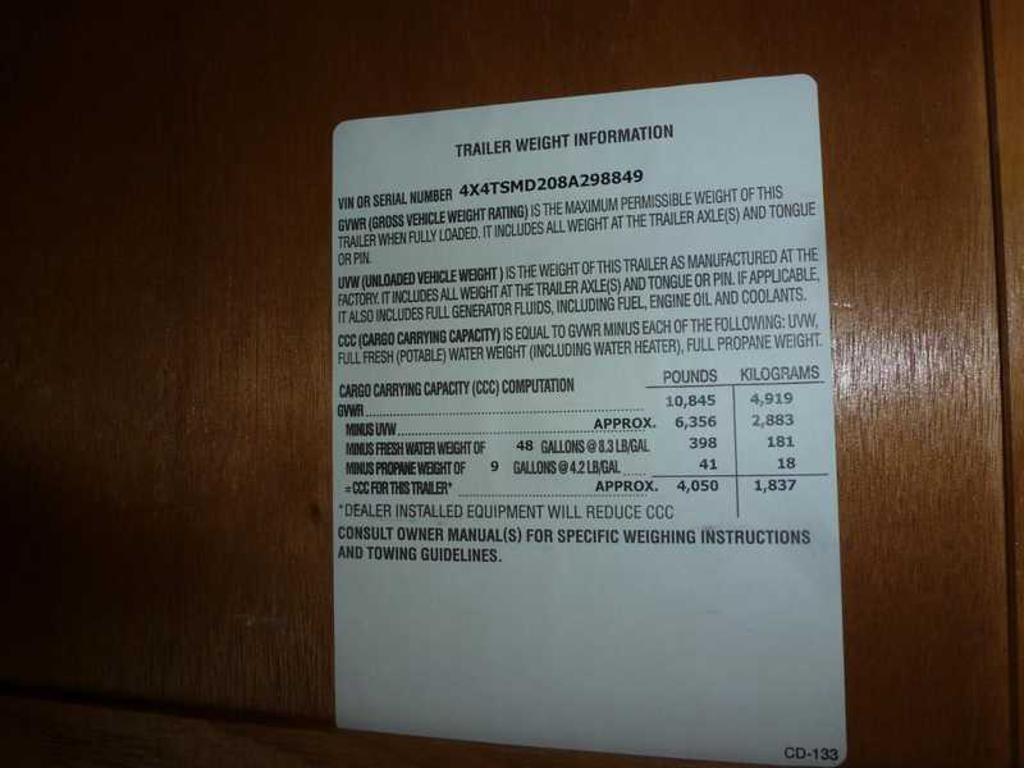 TRAILER WEIGHT INFORMATION
VIN OR SERIAL NUMBER 4X4TSMD208A298849
GVWR (GROSS VEHICLE WEIGHT RATING) IS THE MAXIMUM PERMISSIBLE WEIGHT OF THIS
TRAILER WHEN FULLY LOADED. IT INCLUDES ALL WEIGHT AT THE TRAILER AXLE(S) AND TONGUE
OR PIN.
UVW (UNLOADED VEHICLE WEIGHT ) IS THE WEIGHT OF THIS TRAILER AS MANUFACTURED AT THE
FACTORY. IT INCLUDES ALL WEIGHT AT THE TRAILER AXLE(S) AND TONGUE OR PIN. IF APPLICABLE,
IT ALSO INCLUDES FULL GENERATOR FLUIDS, INCLUDING FUEL, ENGINE OIL AND COOLANTS.
CCC (CARGO CARRYING CAPACITY) IS EQUAL TO GVWR MINUS EACH OF THE FOLLOWING: UVW,
FULL FRESH (POTABLE) WATER WEIGHT (INCLUDING WATER HEATER), FULL PROPANE WEIGHT.
CARGO CARRYING CAPACITY (CCC) COMPUTATION POUNDS KILOGRAMS
GVWR 10,845 4,919
MINUS UVW APPROX. 6,356 2,883
MINUS FRESH WATER WEIGHT OF 48 GALLONS @ 8.3 LB/GAL 398 181
MINUS PROPANE WEIGHT OF 9 GALLONS @ 4.2 LB/GAL 41 18
=CCC FOR THIS TRAILER* APPROX. 4,050 1,837
*DEALER INSTALLED EQUIPMENT WILL REDUCE CCC
CONSULT OWNER MANUAL(S) FOR SPECIFIC WEIGHING INSTRUCTIONS
AND TOWING GUIDELINES.
CD-133